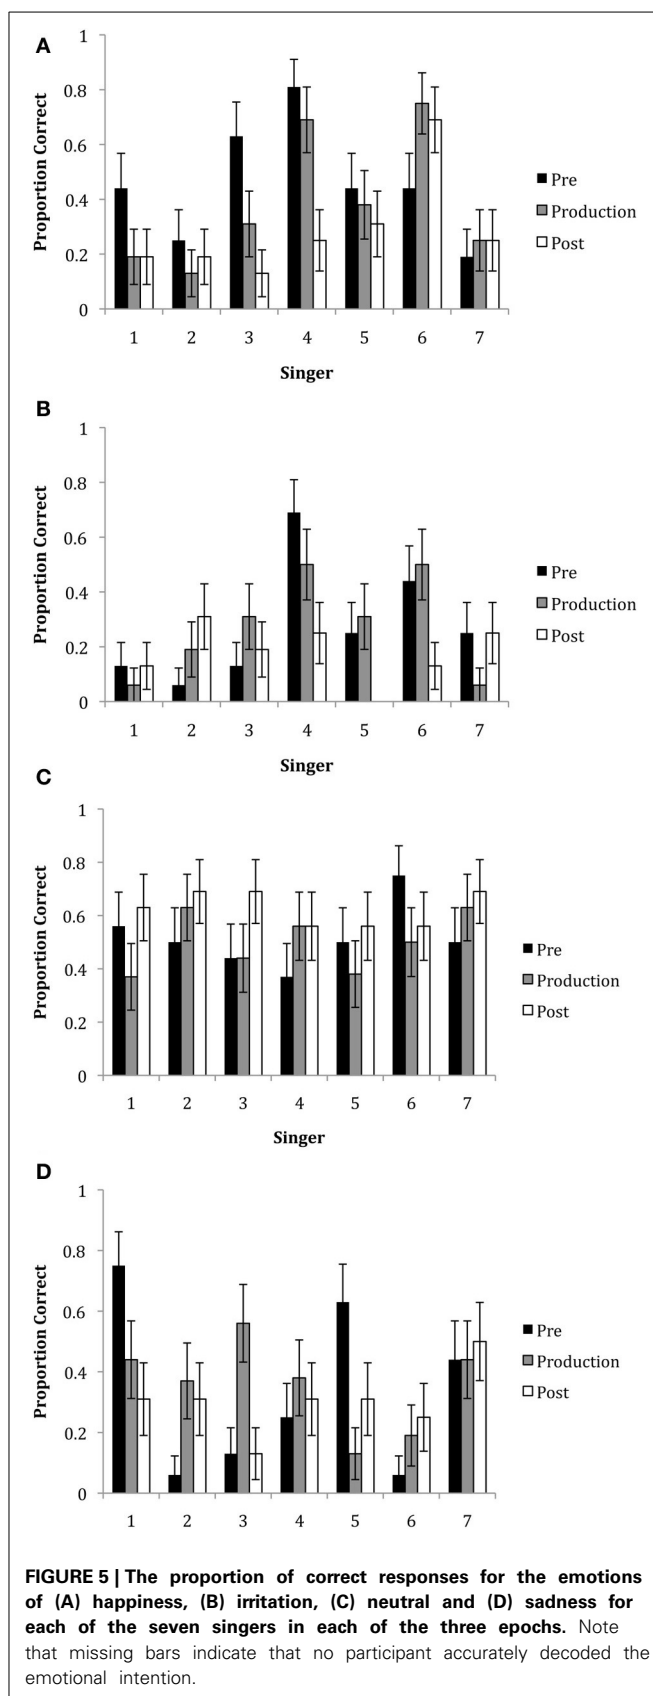 A
1
0.8
0.6
0.4
0.2
0
Proportion Correct
1 2 3 4 5 6 7
Singer
Pre
Production
Post
B
1
0.8
0.6
0.4
0.2
0
Proportion Correct
1 2 3 4 5 6 7
Singer
Pre
Production
Post
C
1
0.8
0.6
0.4
0.2
0
Proportion Correct
1 2 3 4 5 6 7
Singer
Pre
Production
Post
D
1
0.8
0.6
0.4
0.2
0
Proportion Correct
1 2 3 4 5 6 7
Pre
Production
Post
FIGURE 5 | The proportion of correct responses for the emotions
of (A) happiness, (B) irritation, (C) neutral and (D) sadness for
each of the seven singers in each of the three epochs. Note
that missing bars indicate that no participant accurately decoded the
emotional intention.